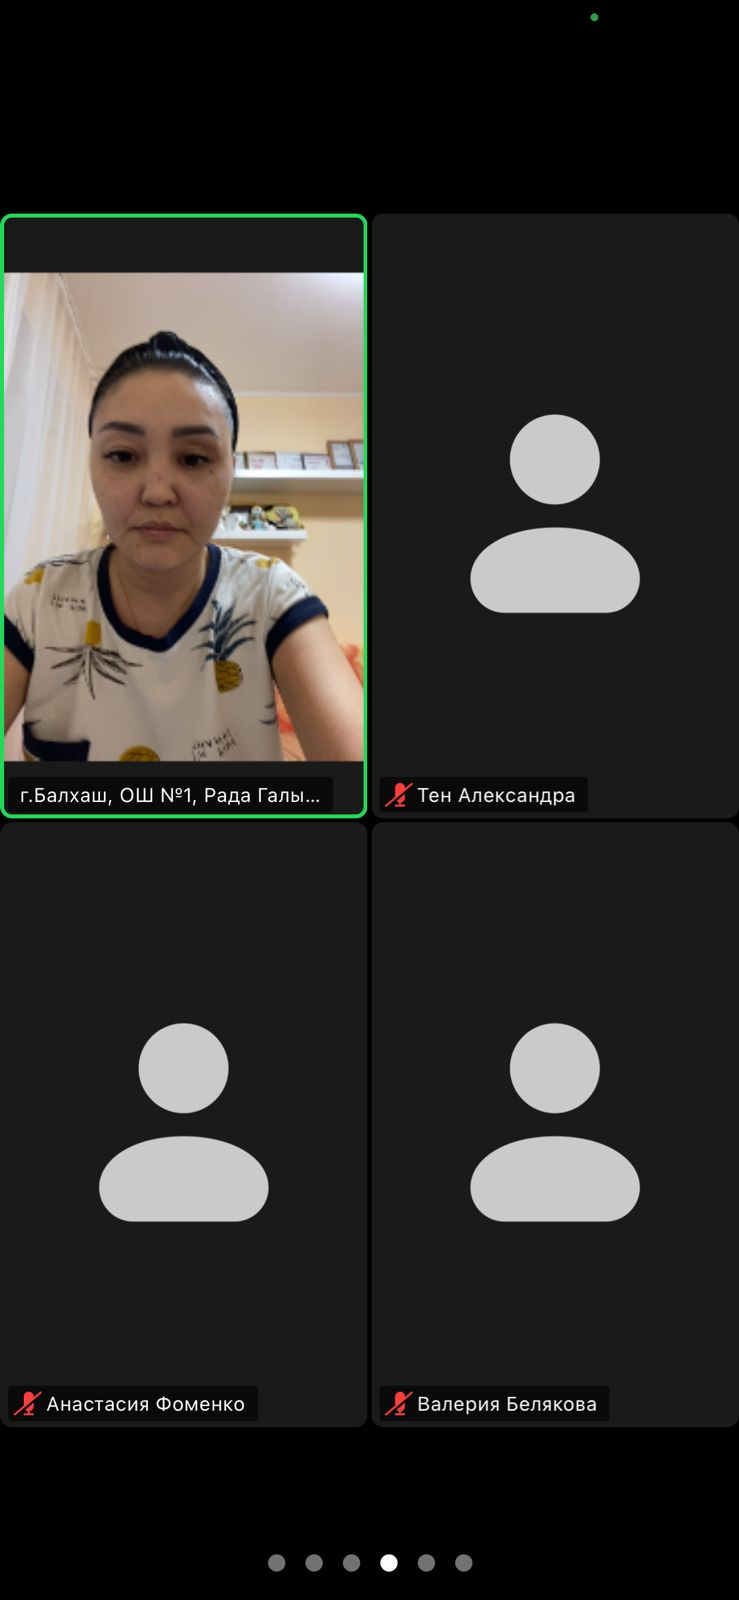 г.Балхаш, ОШ №1, Рада Галы...
Тен Александра
Анастасия Фоменко
Валерия Белякова